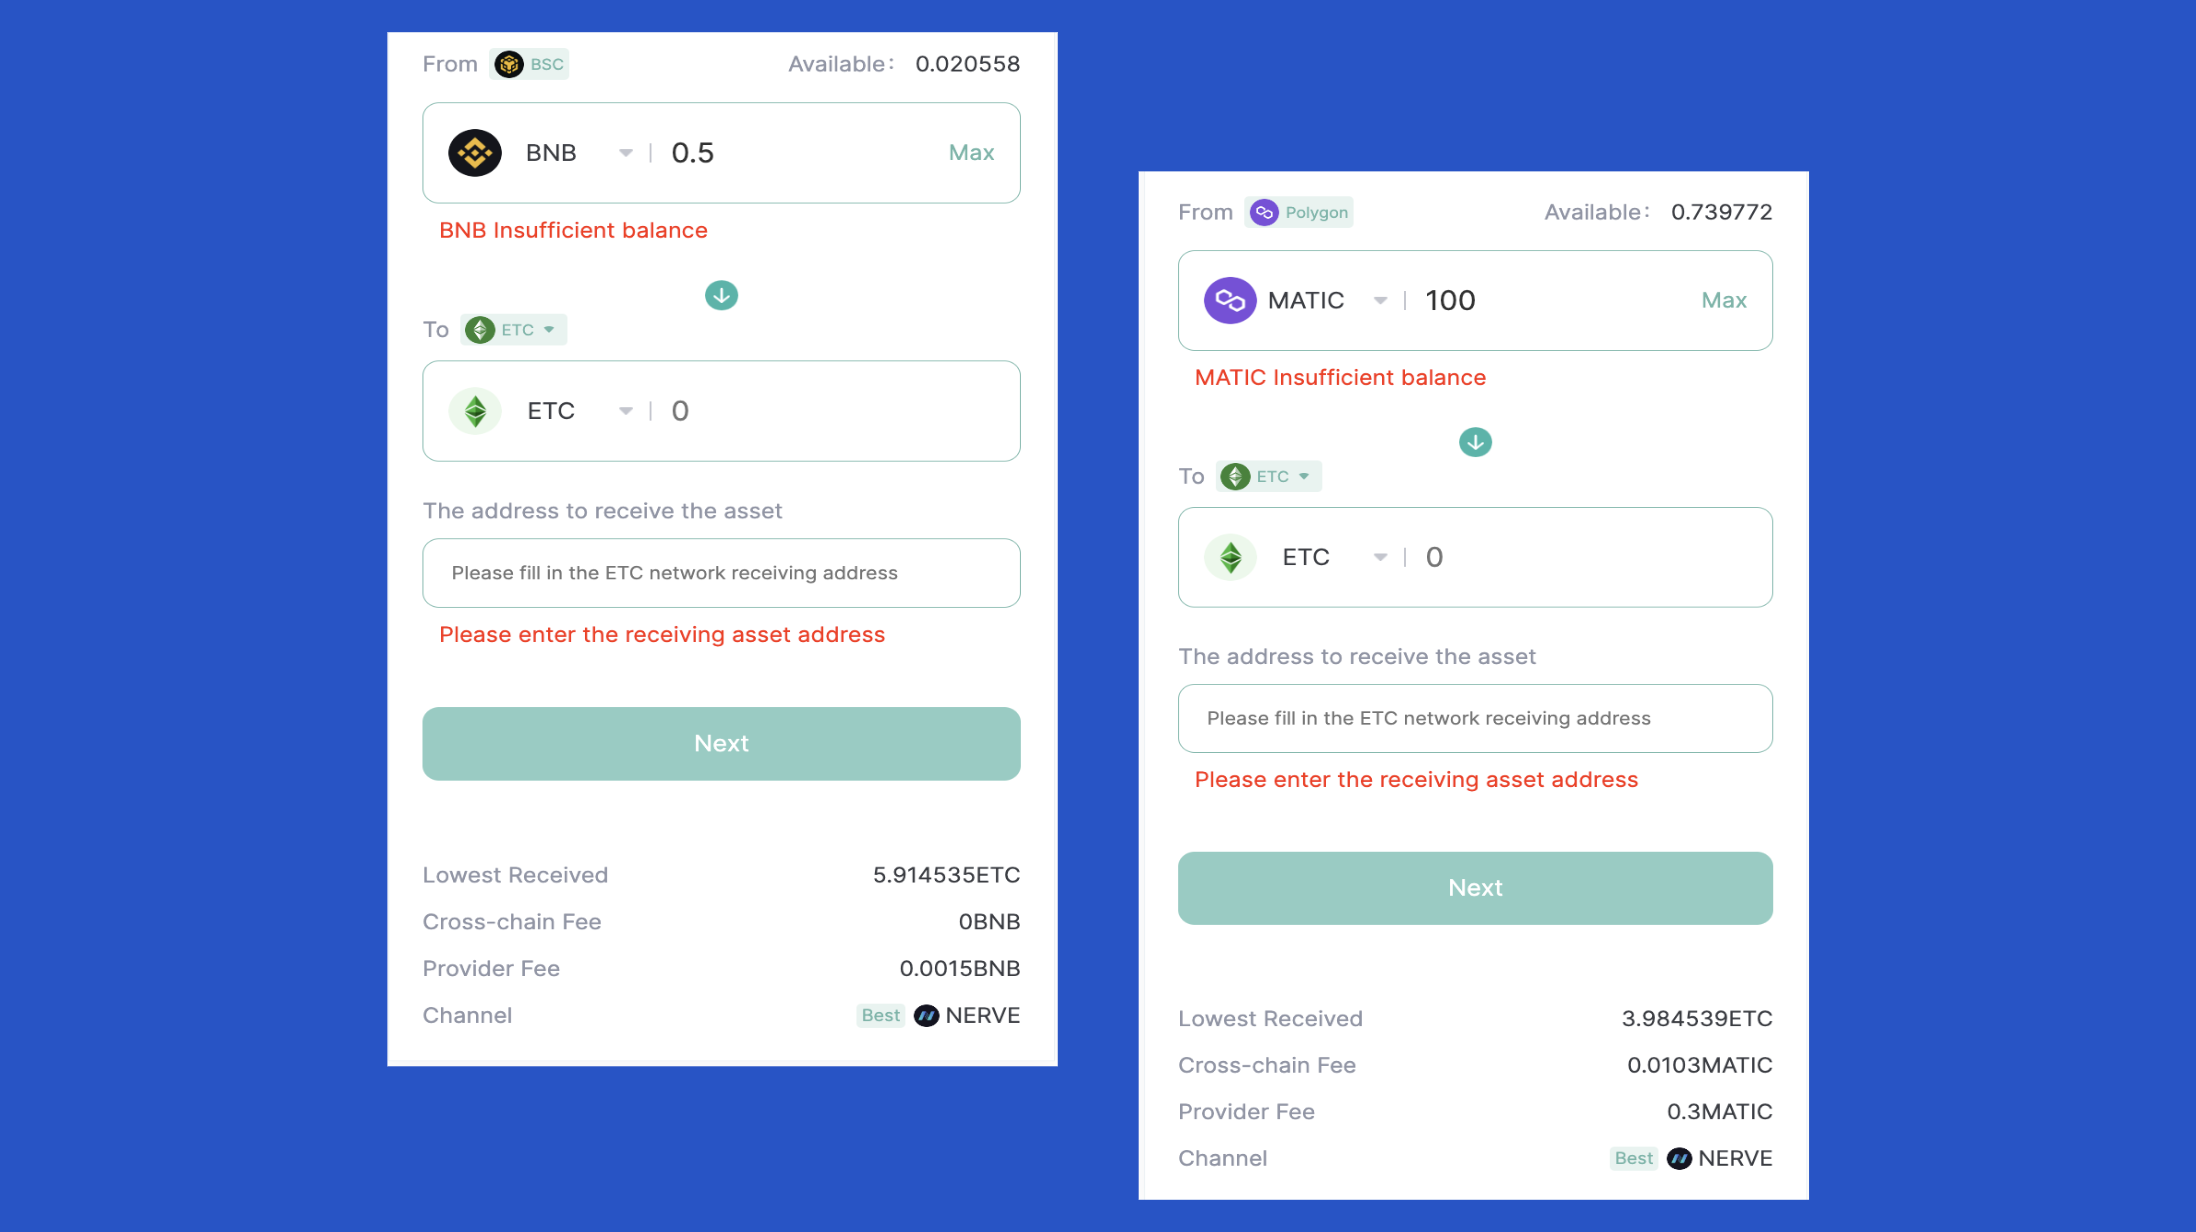 From BSC Available: 0.020558
BNB 0.5 Max
BNB Insufficient balance
To ETC
ETC 0
The address to receive the asset
Please fill in the ETC network receiving address
Please enter the receiving asset address
Next
Lowest Received 5.914535ETC
Cross-chain Fee 0BNB
Provider Fee 0.0015BNB
Channel Best NERVE
From Polygon Available: 0.739772
MATIC 100 Max
MATIC Insufficient balance
To ETC
ETC 0
The address to receive the asset
Please fill in the ETC network receiving address
Please enter the receiving asset address
Next
Lowest Received 3.984539ETC
Cross-chain Fee 0.0103MATIC
Provider Fee 0.3MATIC
Channel Best NERVE